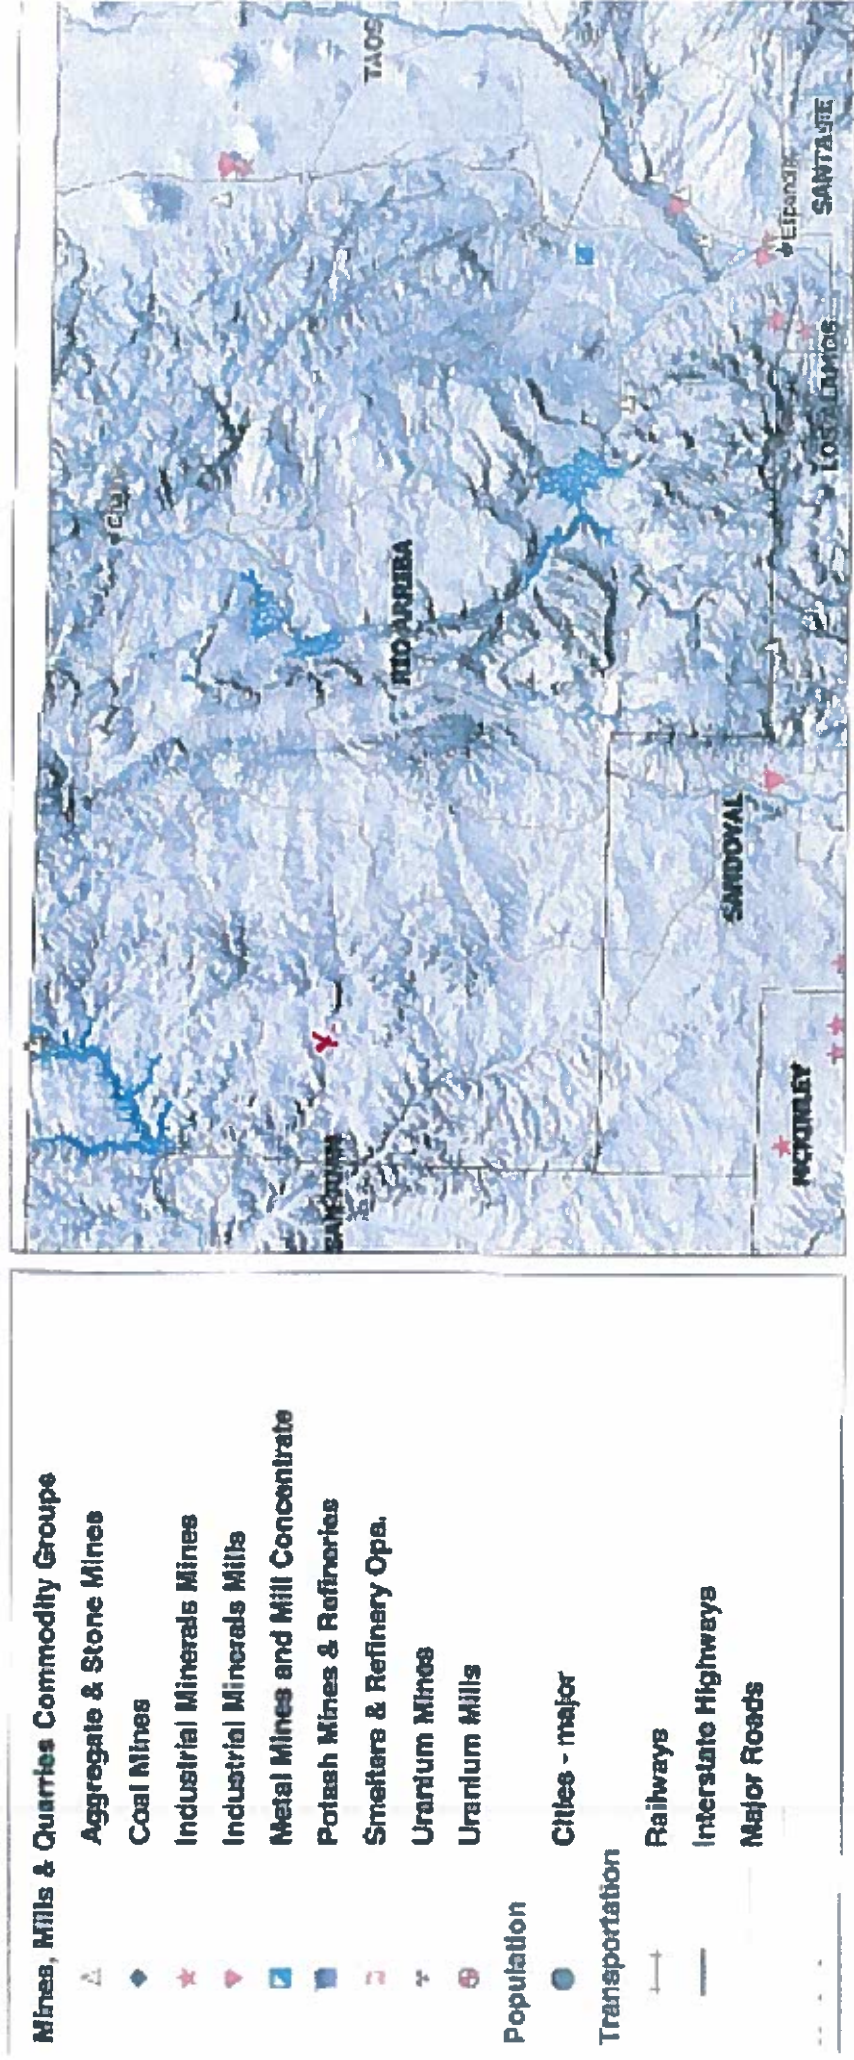 Mines, Mills & Quarries Commodity Groups
Aggregate & Stone Mines
Coal Mines
Industrial Minerals Mines
Industrial Minerals Mills
Metal Mines and Mill Concentrate
Potash Mines & Refineries
Smelters & Refinery Ops.
Uranium Mines
Uranium Mills
Population
Cities - major
Transportation
Railways
Interstate Highways
Major Roads
TAOS
RIO ARRIBA
SANTA FE
LOS ALAMOS
SANDOVAL
MCKINLEY